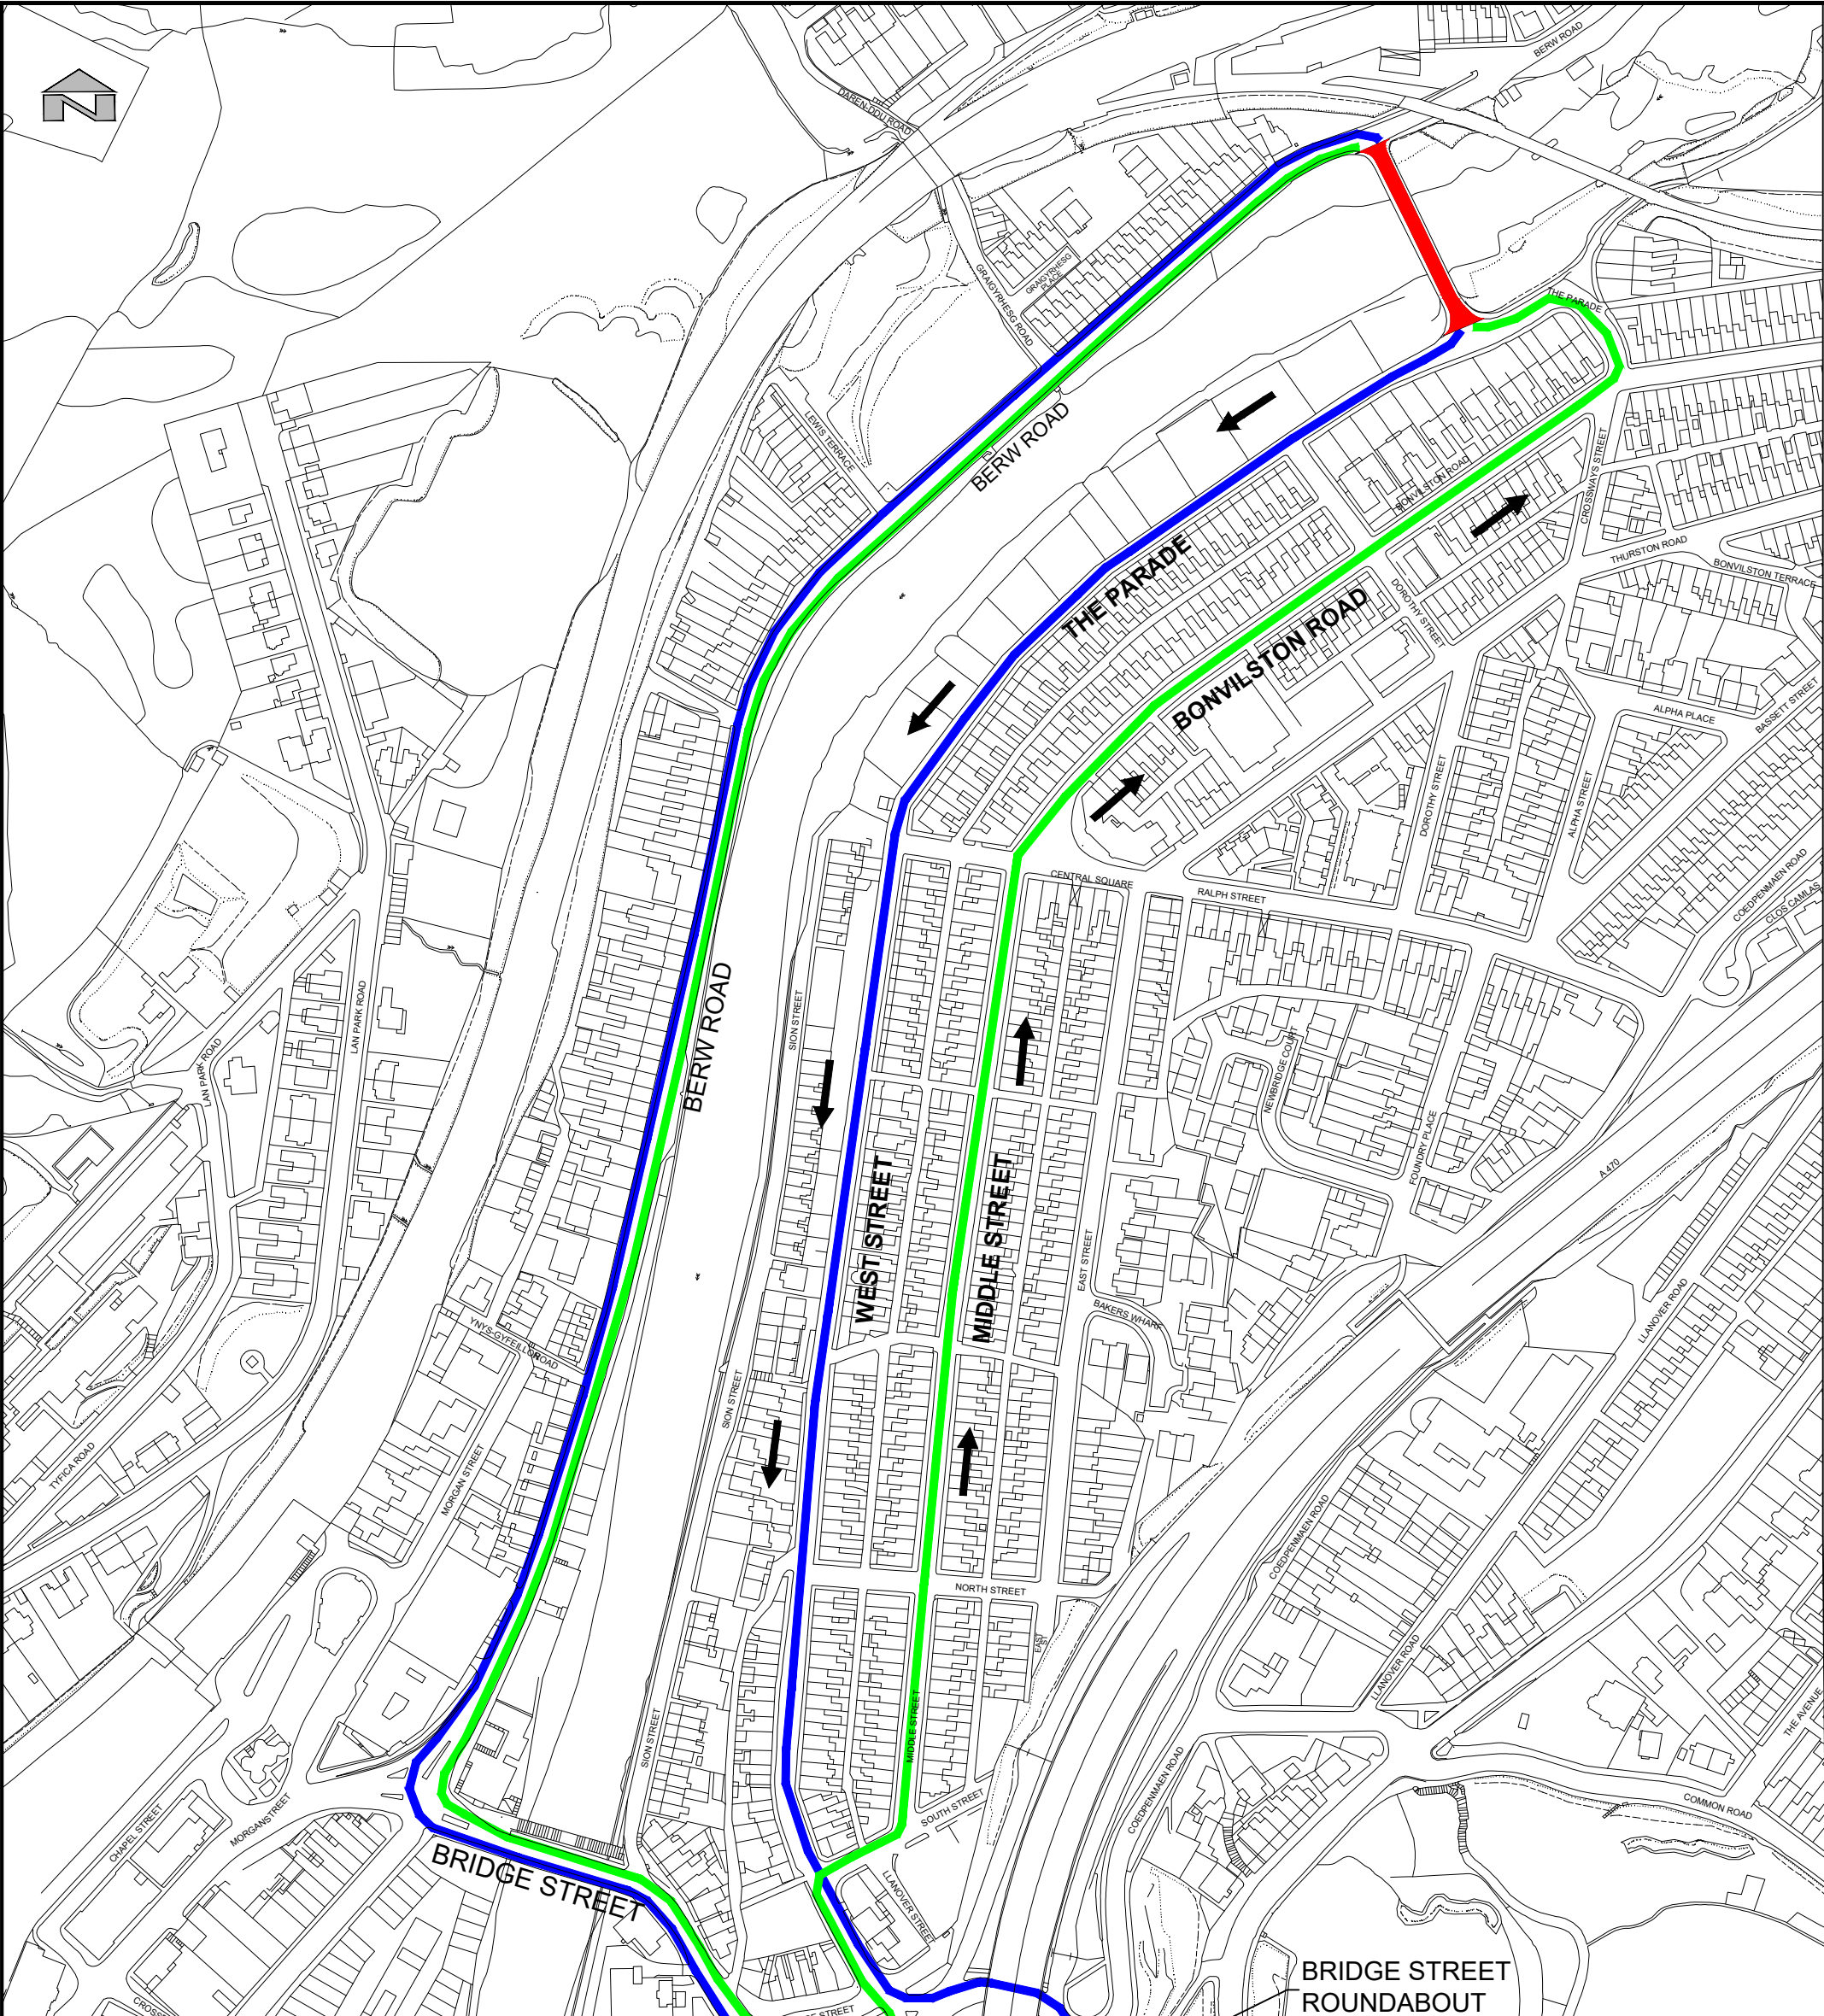 BERW ROAD
DAREN-DDU ROAD
GRAIGYRHESG
PLACE
GRAIGYRHESG ROAD
THE PARADE
LEWIS TERRACE
BERW ROAD
BONVILSTON ROAD
CROSSWAYS STREET
THURSTON ROAD
BONVILSTON TERRACE
THE PARADE
BONVILSTON ROAD
DOROTHY STREET
ALPHA PLACE
BASSETT STREET
DOROTHY STREET
ALPHA STREET
CENTRAL SQUARE
RALPH STREET
COEDPENMAEN ROAD
CLOS CAMLAS
LAN PARK ROAD
LAN PARK ROAD
BERW ROAD
SION STREET
NEWBRIDGE COURT
FOUNDRY PLACE
A 470
WEST STREET
MIDDLE STREET
EAST STREET
BAKERS WHARF
LLANOVER ROAD
YNYS-GYFEILLON ROAD
SION STREET
TYFICA ROAD
MORGAN STREET
COEDPENMAEN ROAD
NORTH STREET
EAST
ST
LLANOVER ROAD
THE AVENUE
MIDDLE STREET
SION STREET
COEDPENMAEN ROAD
SOUTH STREET
COMMON ROAD
CHAPEL STREET
MORGANSTREET
BRIDGE STREET
LLANOVER STREET
BRIDGE STREET
ROUNDABOUT
STREET